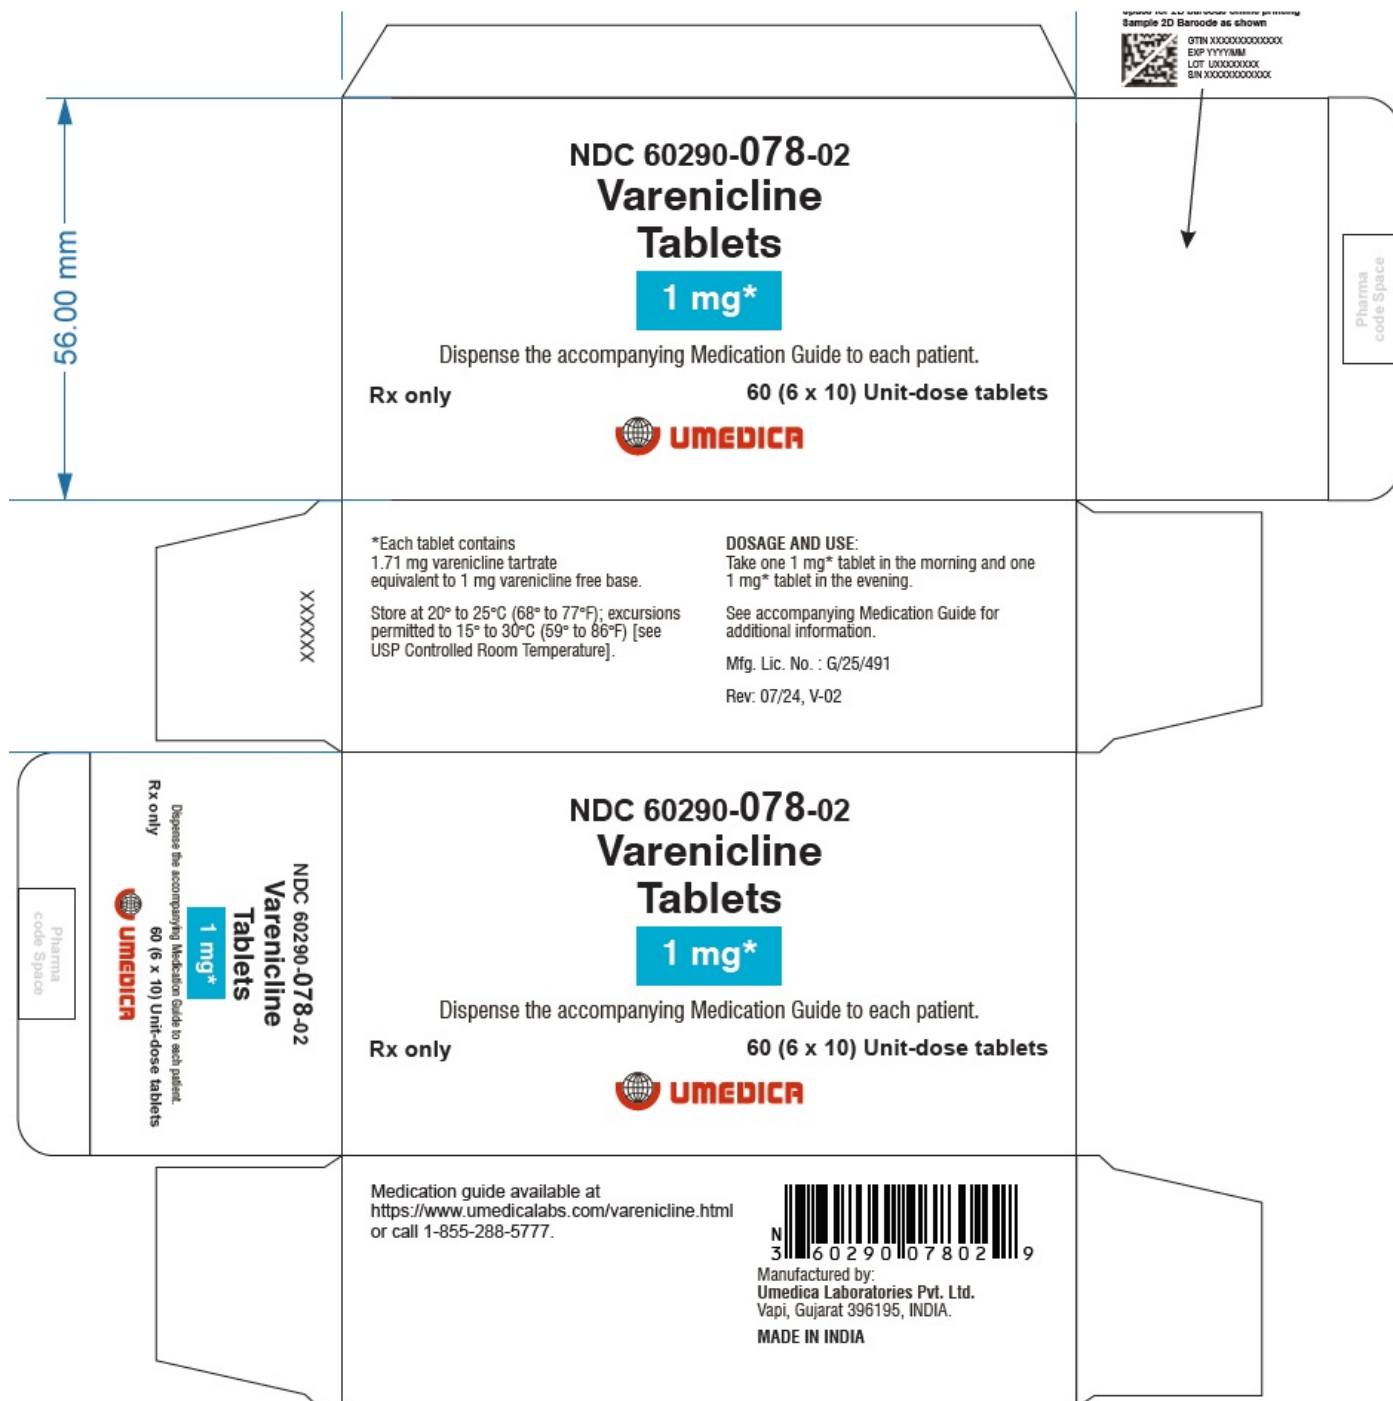 Space for 2D Barcode online printing
Sample 2D Barcode as shown
GTIN XXXXXXXXXXXXXX
EXP YYYY/MM
LOT UXXXXXXXX
S/N XXXXXXXXXXXX
56.00 mm
NDC 60290-078-02
Varenicline
Tablets
1 mg*
Dispense the accompanying Medication Guide to each patient.
Rx only
60 (6 x 10) Unit-dose tablets
UMEDICA
Pharma
code Space
XXXXXX
*Each tablet contains
1.71 mg varenicline tartrate
equivalent to 1 mg varenicline free base.
Store at 20° to 25°C (68° to 77°F); excursions
permitted to 15° to 30°C (59° to 86°F) [see
USP Controlled Room Temperature].
DOSAGE AND USE:
Take one 1 mg* tablet in the morning and one
1 mg* tablet in the evening.
See accompanying Medication Guide for
additional information.
Mfg. Lic. No. : G/25/491
Rev: 07/24, V-02
Pharma
code Space
NDC 60290-078-02
Varenicline
Tablets
1 mg*
Dispense the accompanying Medication Guide to each patient.
Rx only
60 (6 x 10) Unit-dose tablets
UMEDICA
NDC 60290-078-02
Varenicline
Tablets
1 mg*
Dispense the accompanying Medication Guide to each patient.
Rx only
60 (6 x 10) Unit-dose tablets
UMEDICA
Medication guide available at
https://www.umedicalabs.com/varenicline.html
or call 1-855-288-5777.
N
3 60290 07802 9
Manufactured by:
Umedica Laboratories Pvt. Ltd.
Vapi, Gujarat 396195, INDIA.
MADE IN INDIA